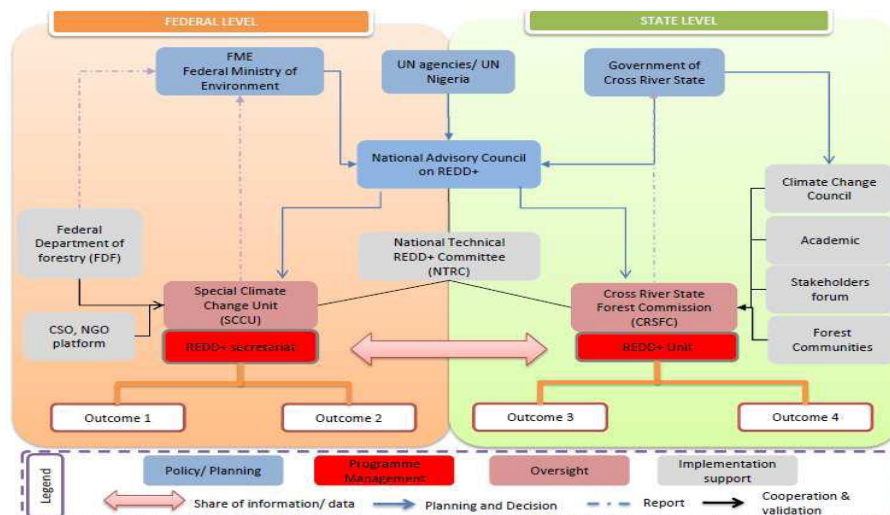 FEDERAL LEVEL
STATE LEVEL
FME
Federal Ministry of
Environment
UN agencies/ UN
Nigeria
Government of
Cross River State
National Advisory Council
on REDD+
Climate Change
Council
Federal
Department of
forestry (FDF)
National Technical
REDD+ Committee
(NTRC)
Academic
Special Climate
Change Unit
(SCCU)
Cross River State
Forest Commission
(CRSFC)
Stakeholders
forum
CSO, NGO
platform
REDD+ secretariat
REDD+ Unit
Forest
Communities
Outcome 1
Outcome 2
Outcome 3
Outcome 4
Legend
Policy/ Planning
Programme
Management
Oversight
Implementation
support
Share of information/ data
Planning and Decision
Report
Cooperation &
validation